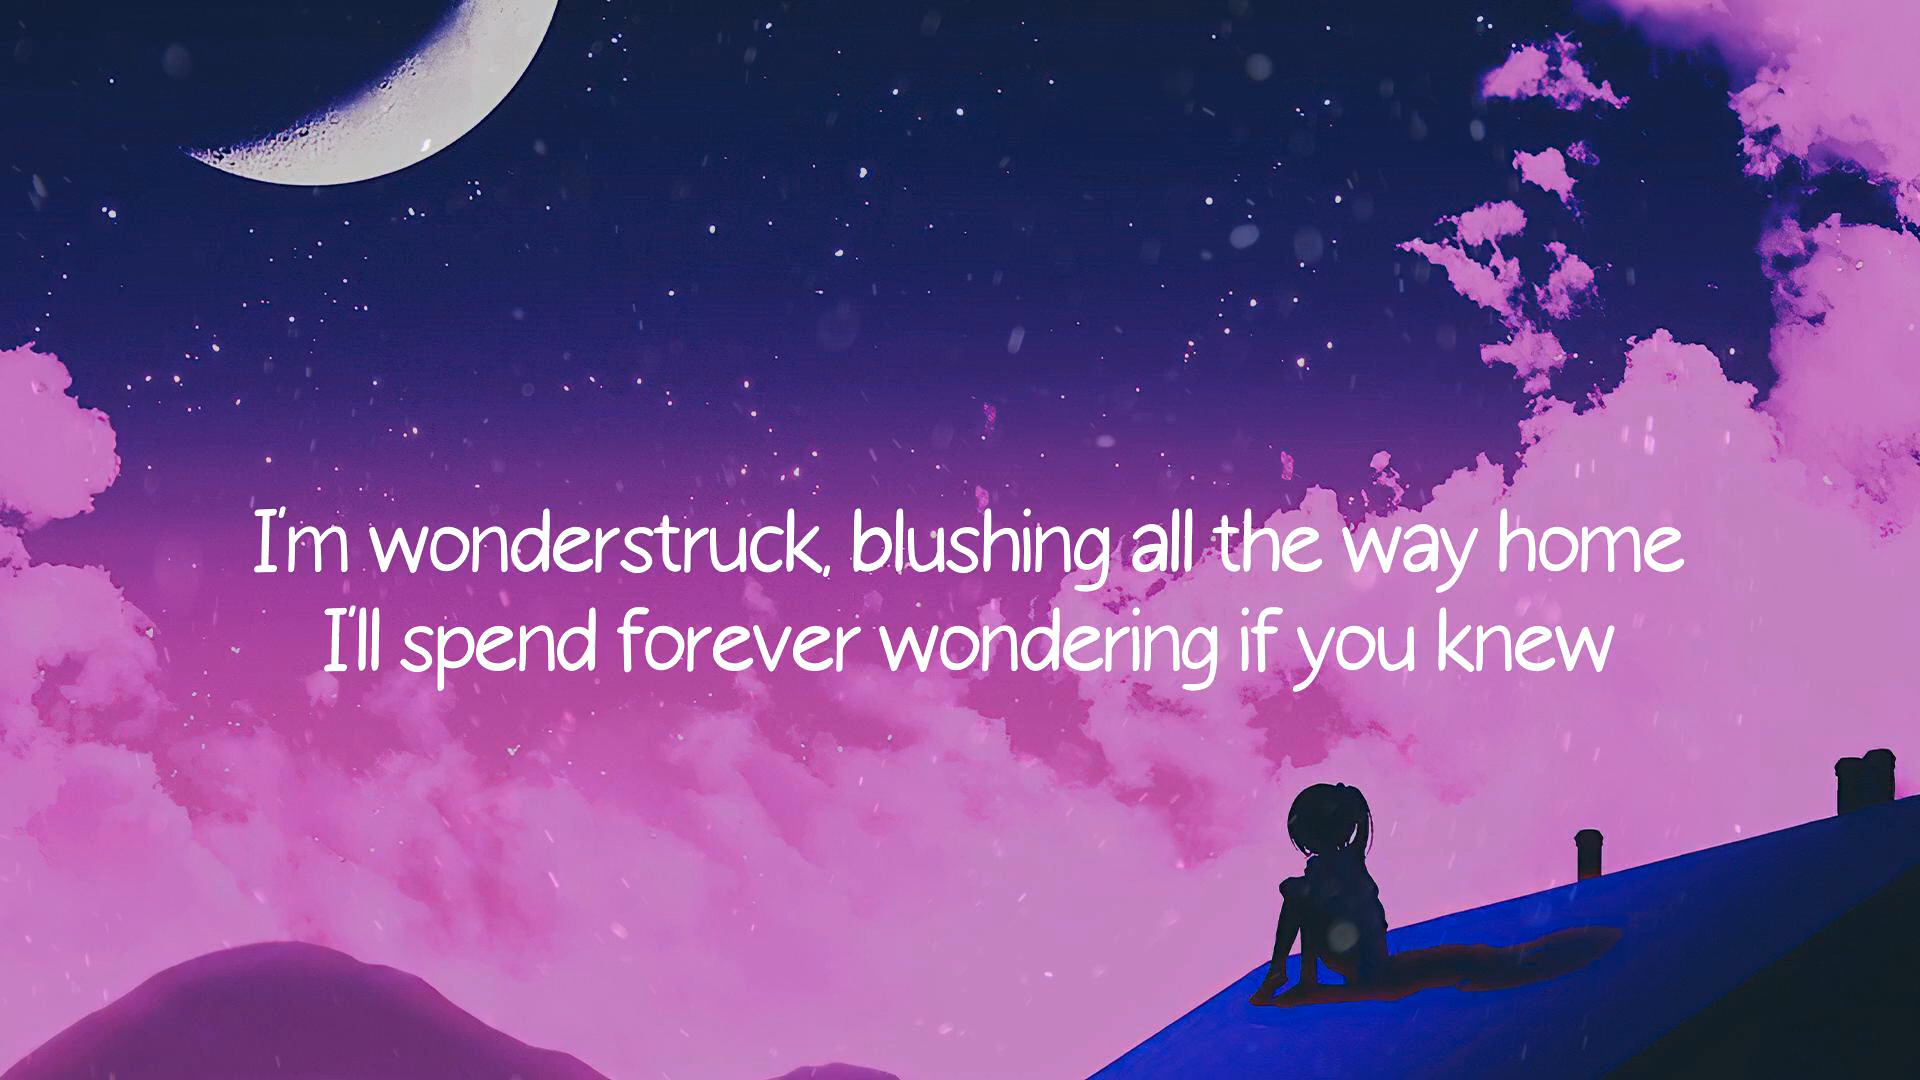 I'm wonderstruck, blushing all the way home
I'll spend forever wondering if you knew